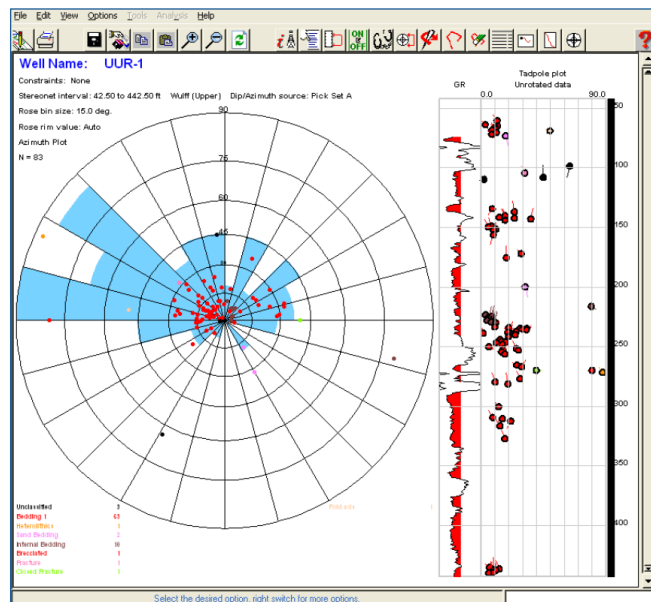 File Edit View Options Tools Analysis Help
ON or OFF
Well Name: UUR-1
Constraints: None
Stereonet interval: 42.50 to 442.50 ft Wulff (Upper) Dip/Azimuth source: Pick Set A
Rose bin size: 15.0 deg.
Rose rim value: Auto
Azimuth Plot
N = 83
90
75
60
45
Tadpole plot
GR 0.0 Unrotated data 90.0
50
100
150
200
250
300
350
400
Unclassified 3
Bedding 1 63
Heterolithics 1
Sand Bedding 2
Internal Bedding 10
Brecciated 1
Fracture 1
Closed Fracture 1
Select the desired option, right switch for more options.